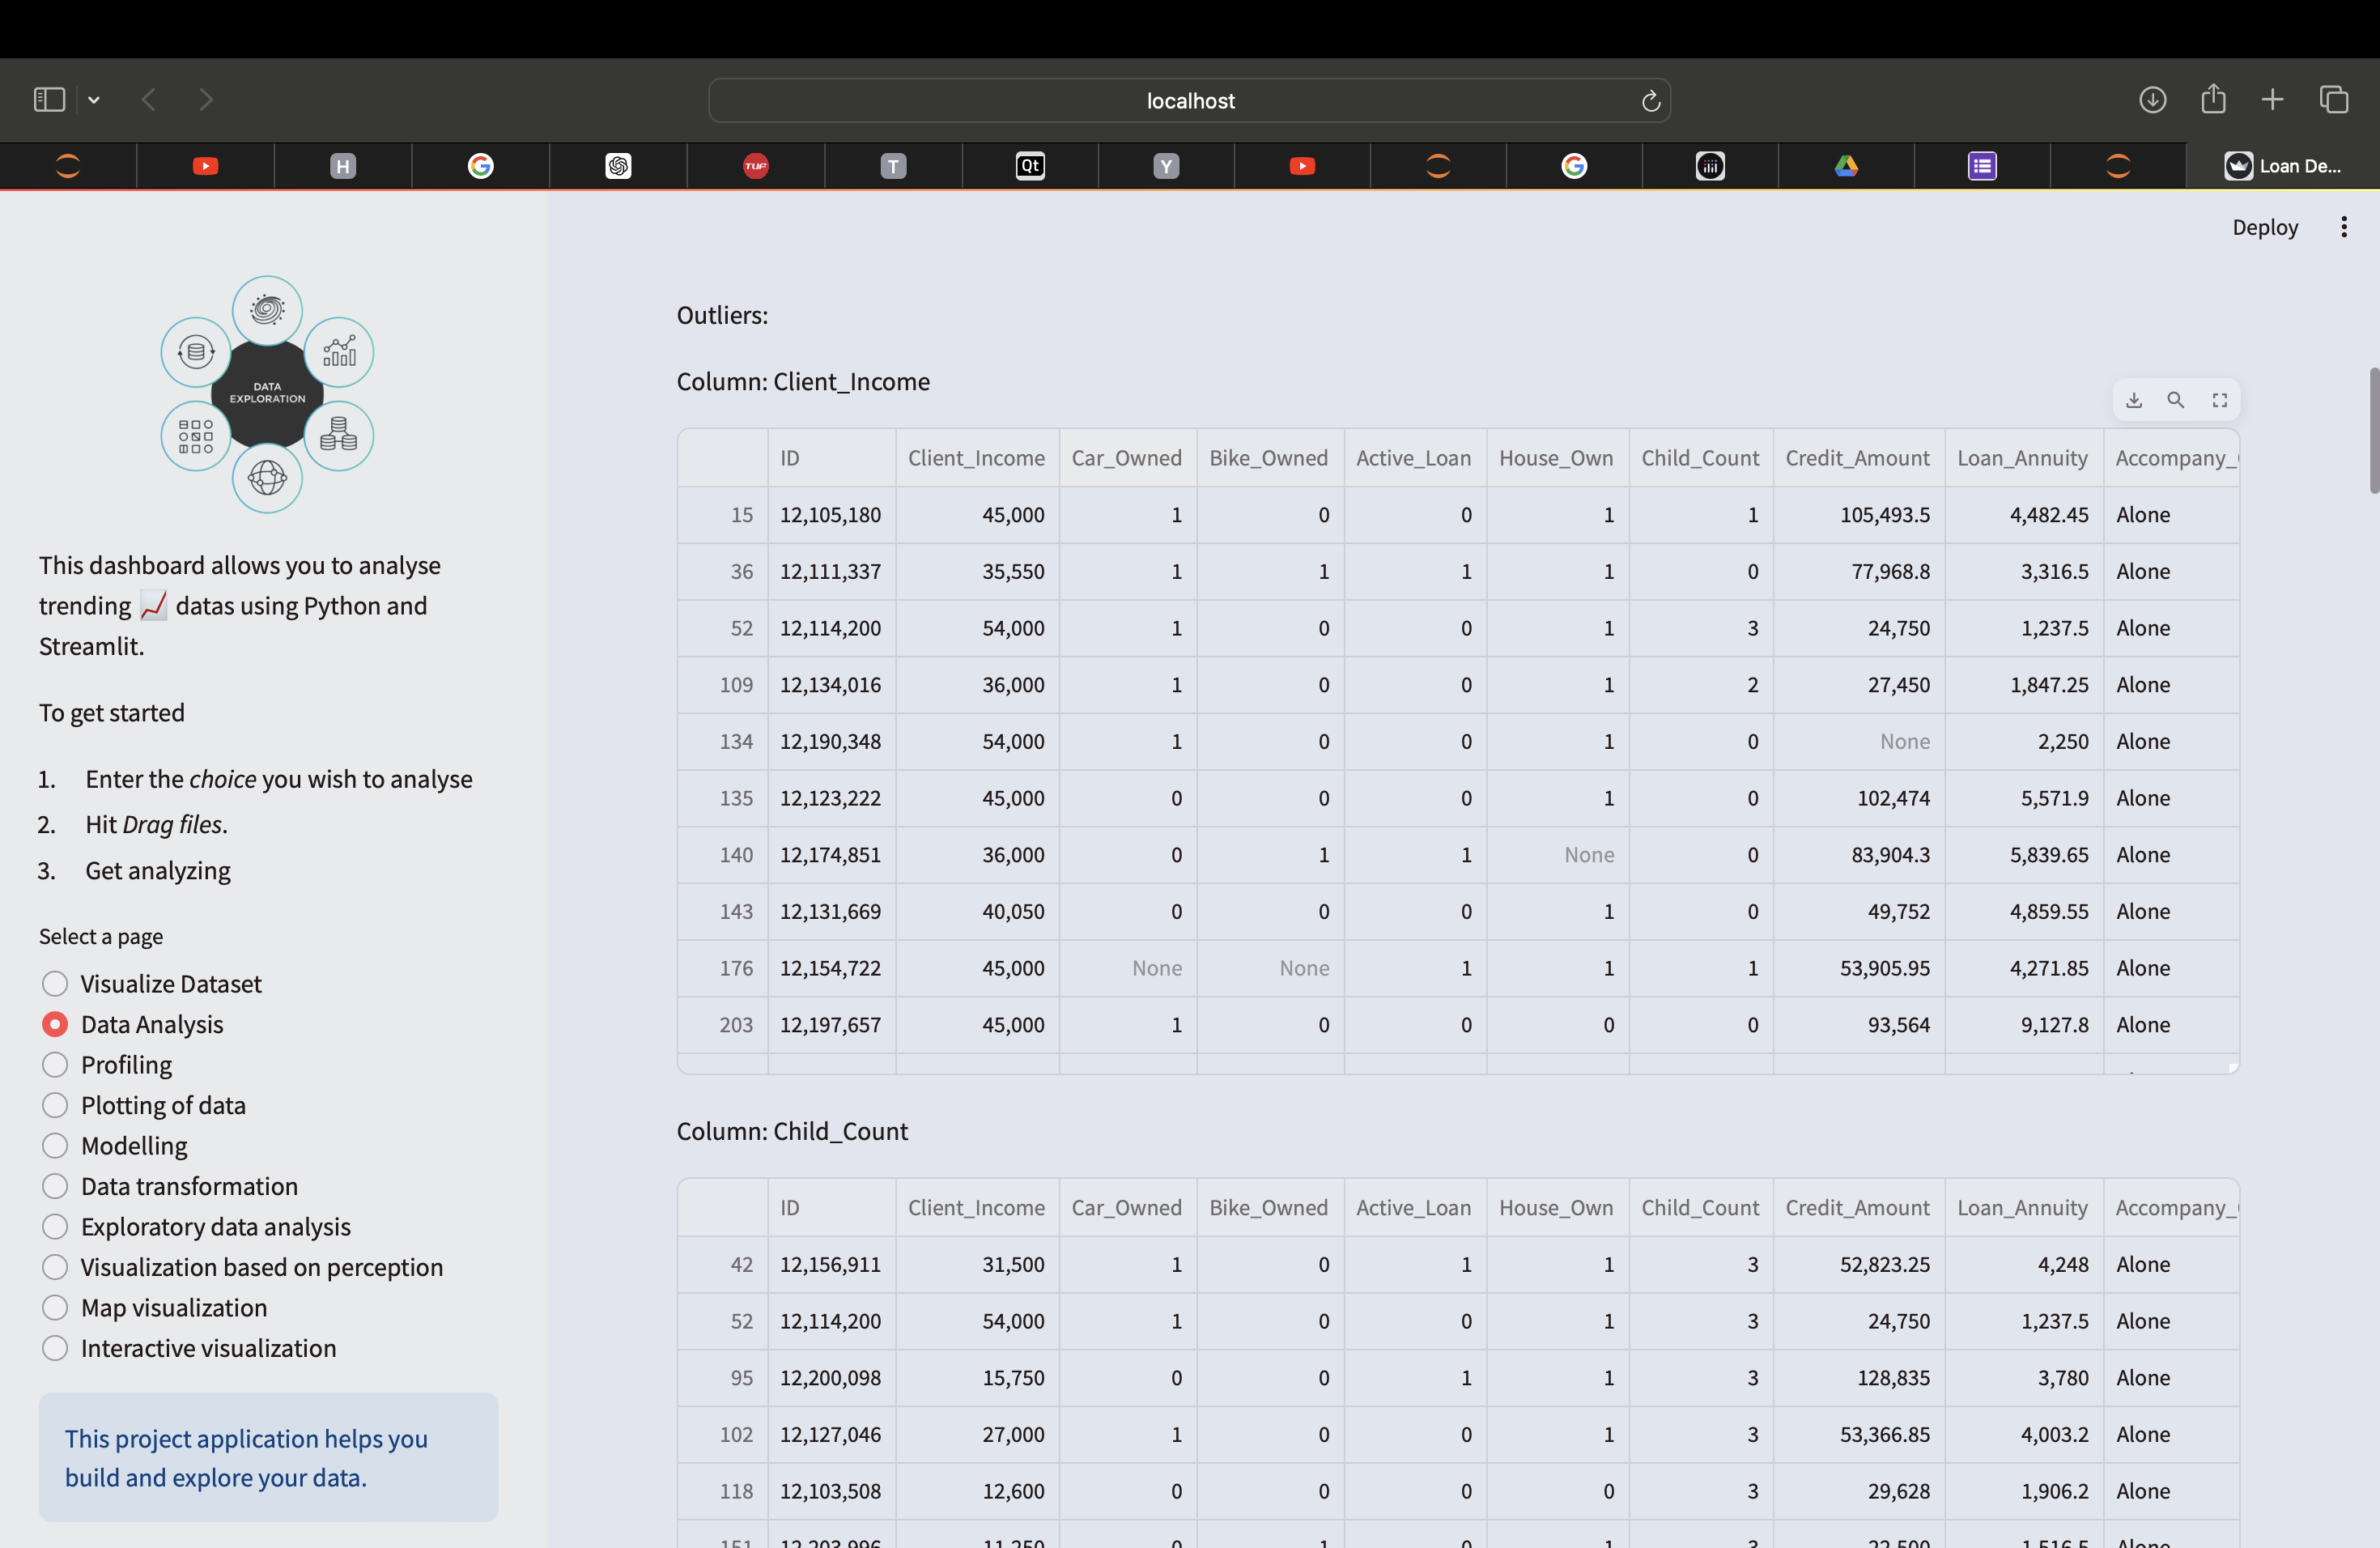 localhost
H
TUP
T
Qt
Y
Loan De...
Deploy
DATA
EXPLORATION
This dashboard allows you to analyse
trending 📈 datas using Python and
Streamlit.
To get started
1. Enter the choice you wish to analyse
2. Hit Drag files.
3. Get analyzing
Select a page
Visualize Dataset
Data Analysis
Profiling
Plotting of data
Modelling
Data transformation
Exploratory data analysis
Visualization based on perception
Map visualization
Interactive visualization
This project application helps you
build and explore your data.
Outliers:
Column: Client_Income
ID Client_Income Car_Owned Bike_Owned Active_Loan House_Own Child_Count Credit_Amount Loan_Annuity Accompany_
15 12,105,180 45,000 1 0 0 1 1 105,493.5 4,482.45 Alone
36 12,111,337 35,550 1 1 1 1 0 77,968.8 3,316.5 Alone
52 12,114,200 54,000 1 0 0 1 3 24,750 1,237.5 Alone
109 12,134,016 36,000 1 0 0 1 2 27,450 1,847.25 Alone
134 12,190,348 54,000 1 0 0 1 0 None 2,250 Alone
135 12,123,222 45,000 0 0 0 1 0 102,474 5,571.9 Alone
140 12,174,851 36,000 0 1 1 None 0 83,904.3 5,839.65 Alone
143 12,131,669 40,050 0 0 0 1 0 49,752 4,859.55 Alone
176 12,154,722 45,000 None None 1 1 1 53,905.95 4,271.85 Alone
203 12,197,657 45,000 1 0 0 0 0 93,564 9,127.8 Alone
Column: Child_Count
ID Client_Income Car_Owned Bike_Owned Active_Loan House_Own Child_Count Credit_Amount Loan_Annuity Accompany_
42 12,156,911 31,500 1 0 1 1 3 52,823.25 4,248 Alone
52 12,114,200 54,000 1 0 0 1 3 24,750 1,237.5 Alone
95 12,200,098 15,750 0 0 1 1 3 128,835 3,780 Alone
102 12,127,046 27,000 1 0 0 1 3 53,366.85 4,003.2 Alone
118 12,103,508 12,600 0 0 0 0 3 29,628 1,906.2 Alone
151 12,203,996 11,250 0 1 0 1 3 22,500 1,516.5 Alone